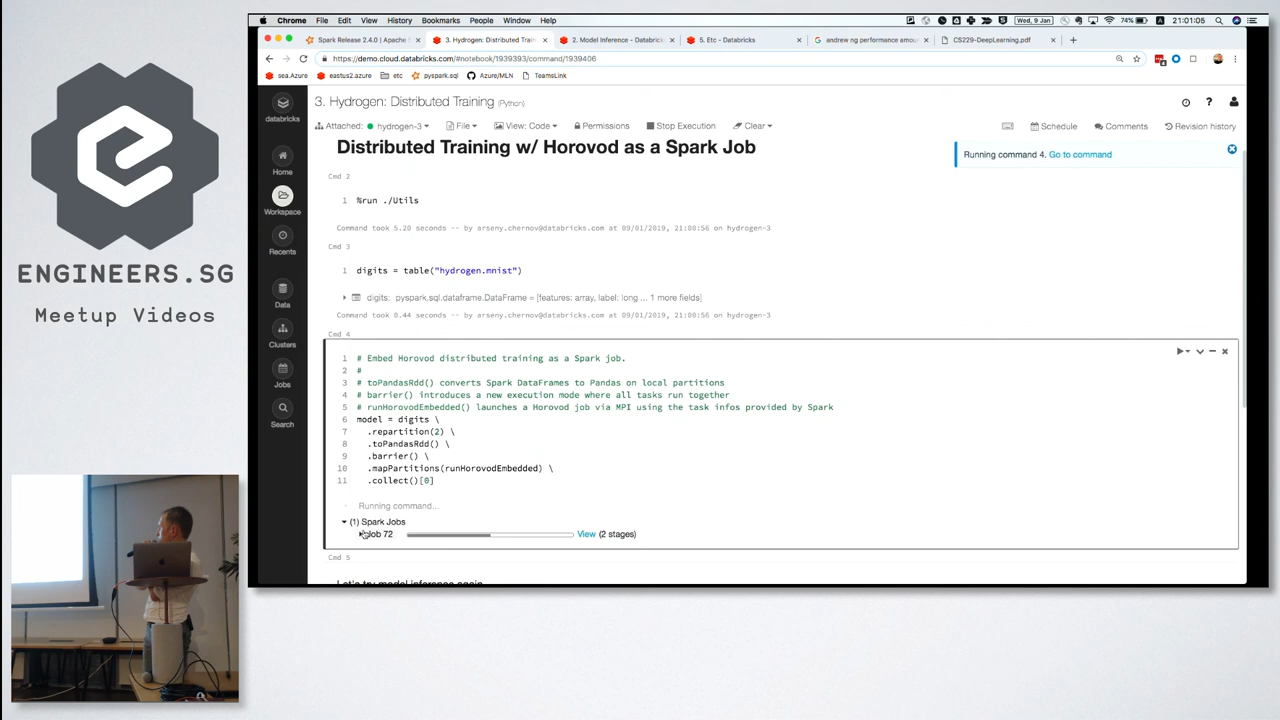 Chrome File Edit View History Bookmarks People Window Help
74% Wed, 9 Jan 21:01:05
Spark Release 2.4.0 | Apache S
3. Hydrogen: Distributed Train
2. Model Inference - Databrick
5. Etc - Databricks
andrew ng performance amou
CS229-DeepLearning.pdf
https://demo.cloud.databricks.com/#notebook/1939393/command/1939406
sea.Azure eastus2.azure etc pyspark.sql Azure/MLN TeamsLink
ENGINEERS.SG
Meetup Videos
databricks
Home
Workspace
Recents
Data
Clusters
Jobs
Search
3. Hydrogen: Distributed Training (Python)
Attached: hydrogen-3 File View: Code Permissions Stop Execution Clear Schedule Comments Revision history
Distributed Training w/ Horovod as a Spark Job
Running command 4. Go to command
Cmd 2
1 %run ./Utils
Command took 5.20 seconds -- by arseny.chernov@databricks.com at 09/01/2019, 21:00:56 on hydrogen-3
Cmd 3
1 digits = table("hydrogen.mnist")
digits: pyspark.sql.dataframe.DataFrame = [features: array, label: long ... 1 more fields]
Command took 0.44 seconds -- by arseny.chernov@databricks.com at 09/01/2019, 21:00:56 on hydrogen-3
Cmd 4
1 # Embed Horovod distributed training as a Spark job.
2 #
3 # toPandasRdd() converts Spark DataFrames to Pandas on local partitions
4 # barrier() introduces a new execution mode where all tasks run together
5 # runHorovodEmbedded() launches a Horovod job via MPI using the task infos provided by Spark
6 model = digits \
7 .repartition(2) \
8 .toPandasRdd() \
9 .barrier() \
10 .mapPartitions(runHorovodEmbedded) \
11 .collect()[0]
Running command...
(1) Spark Jobs
Job 72 View (2 stages)
Cmd 5
Let's try model inference again